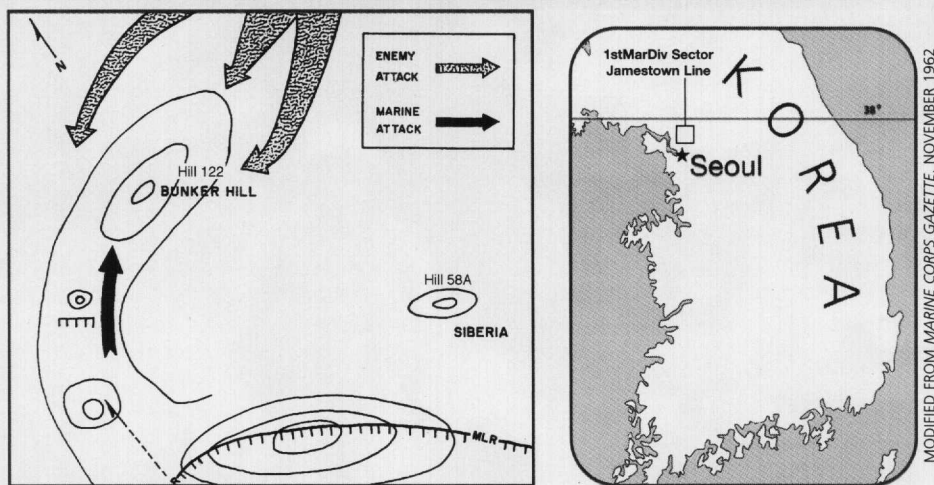 N
ENEMY
ATTACK
MARINE
ATTACK
Hill 122
BUNKER HILL
Hill 58A
SIBERIA
MLR
1stMarDiv Sector
Jamestown Line
KOREA
38°
Seoul
MODIFIED FROM MARINE CORPS GAZETTE, NOVEMBER 1962